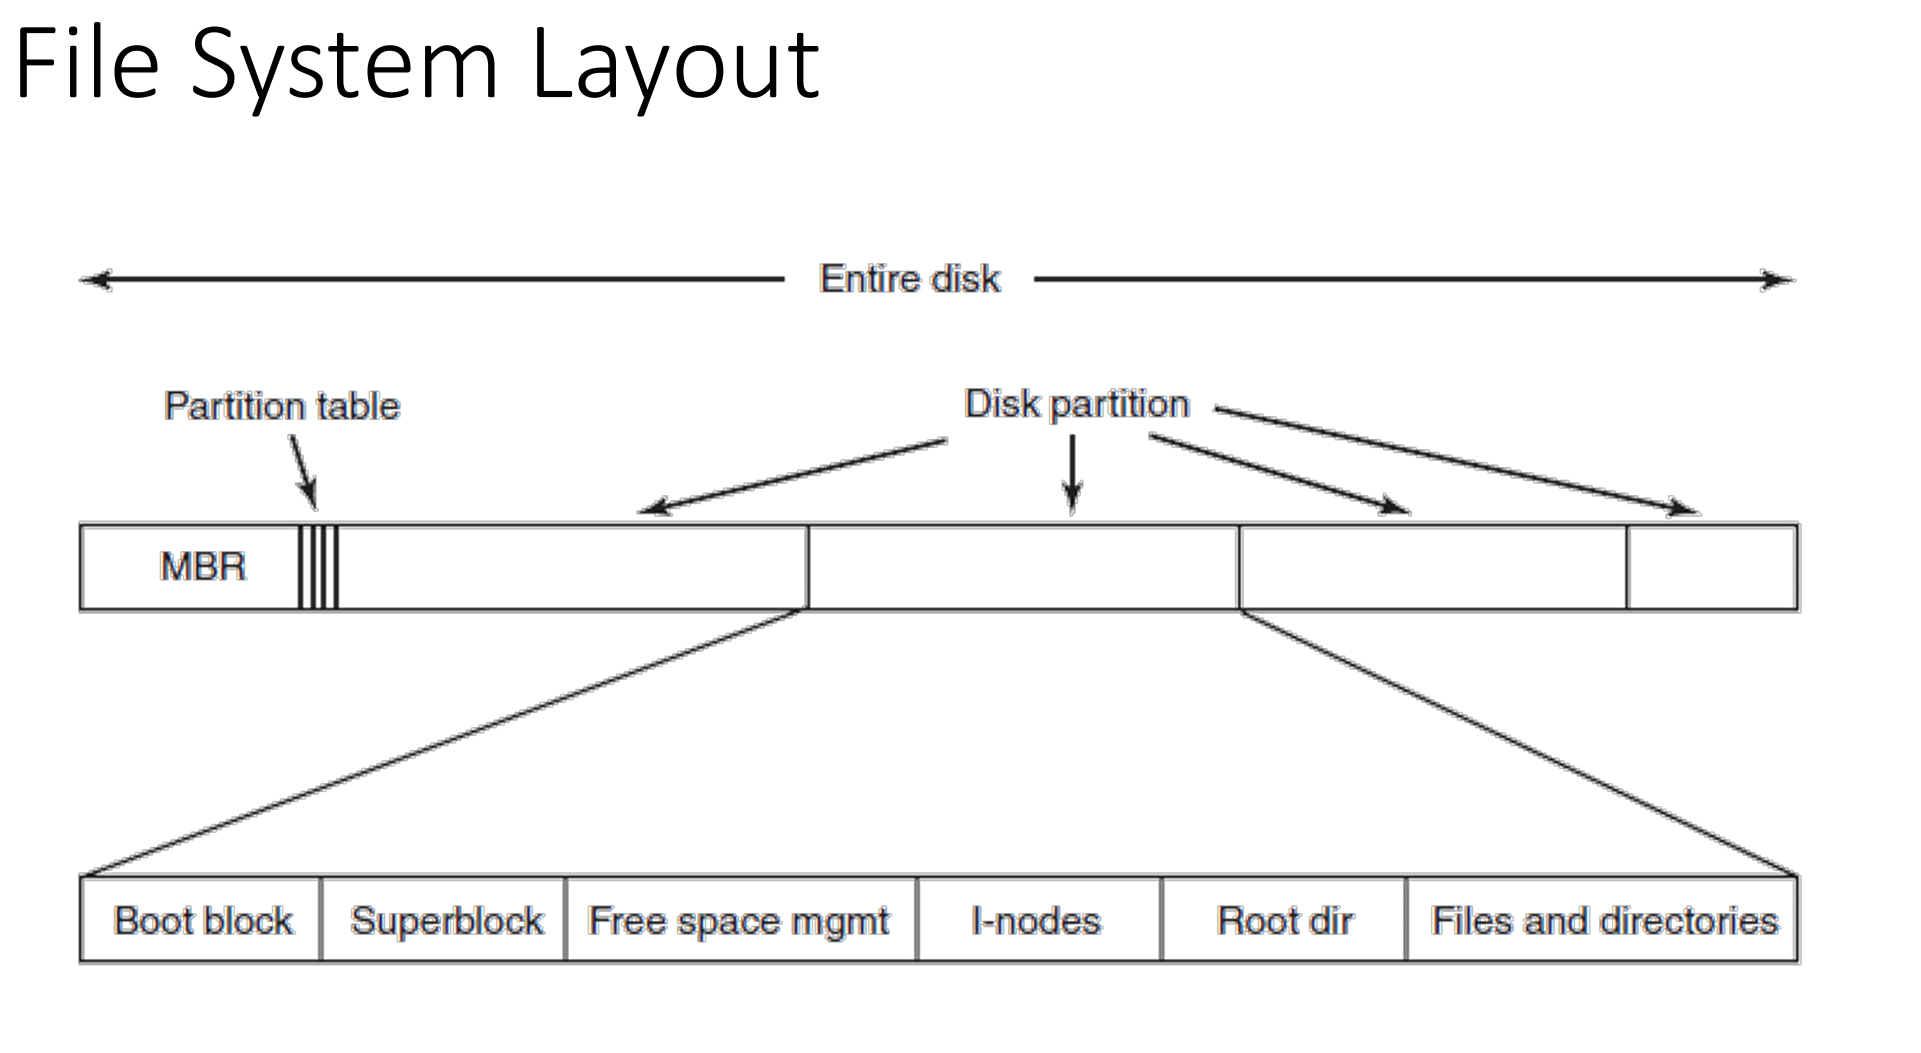 File System Layout
Entire disk
Partition table
Disk partition
MBR
Boot block
Superblock
Free space mgmt
I-nodes
Root dir
Files and directories